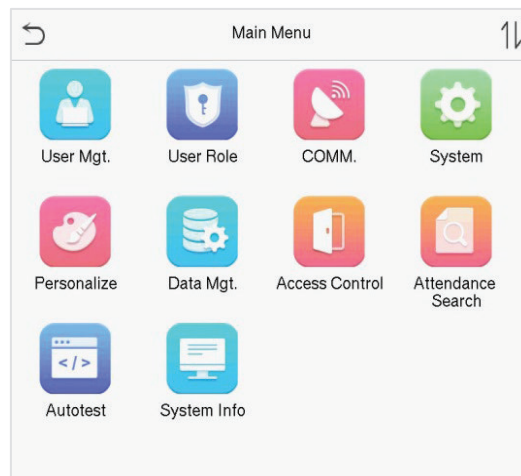 Main Menu
User Mgt.
User Role
COMM.
System
Personalize
Data Mgt.
Access Control
Attendance
Search
</>
Autotest
System Info